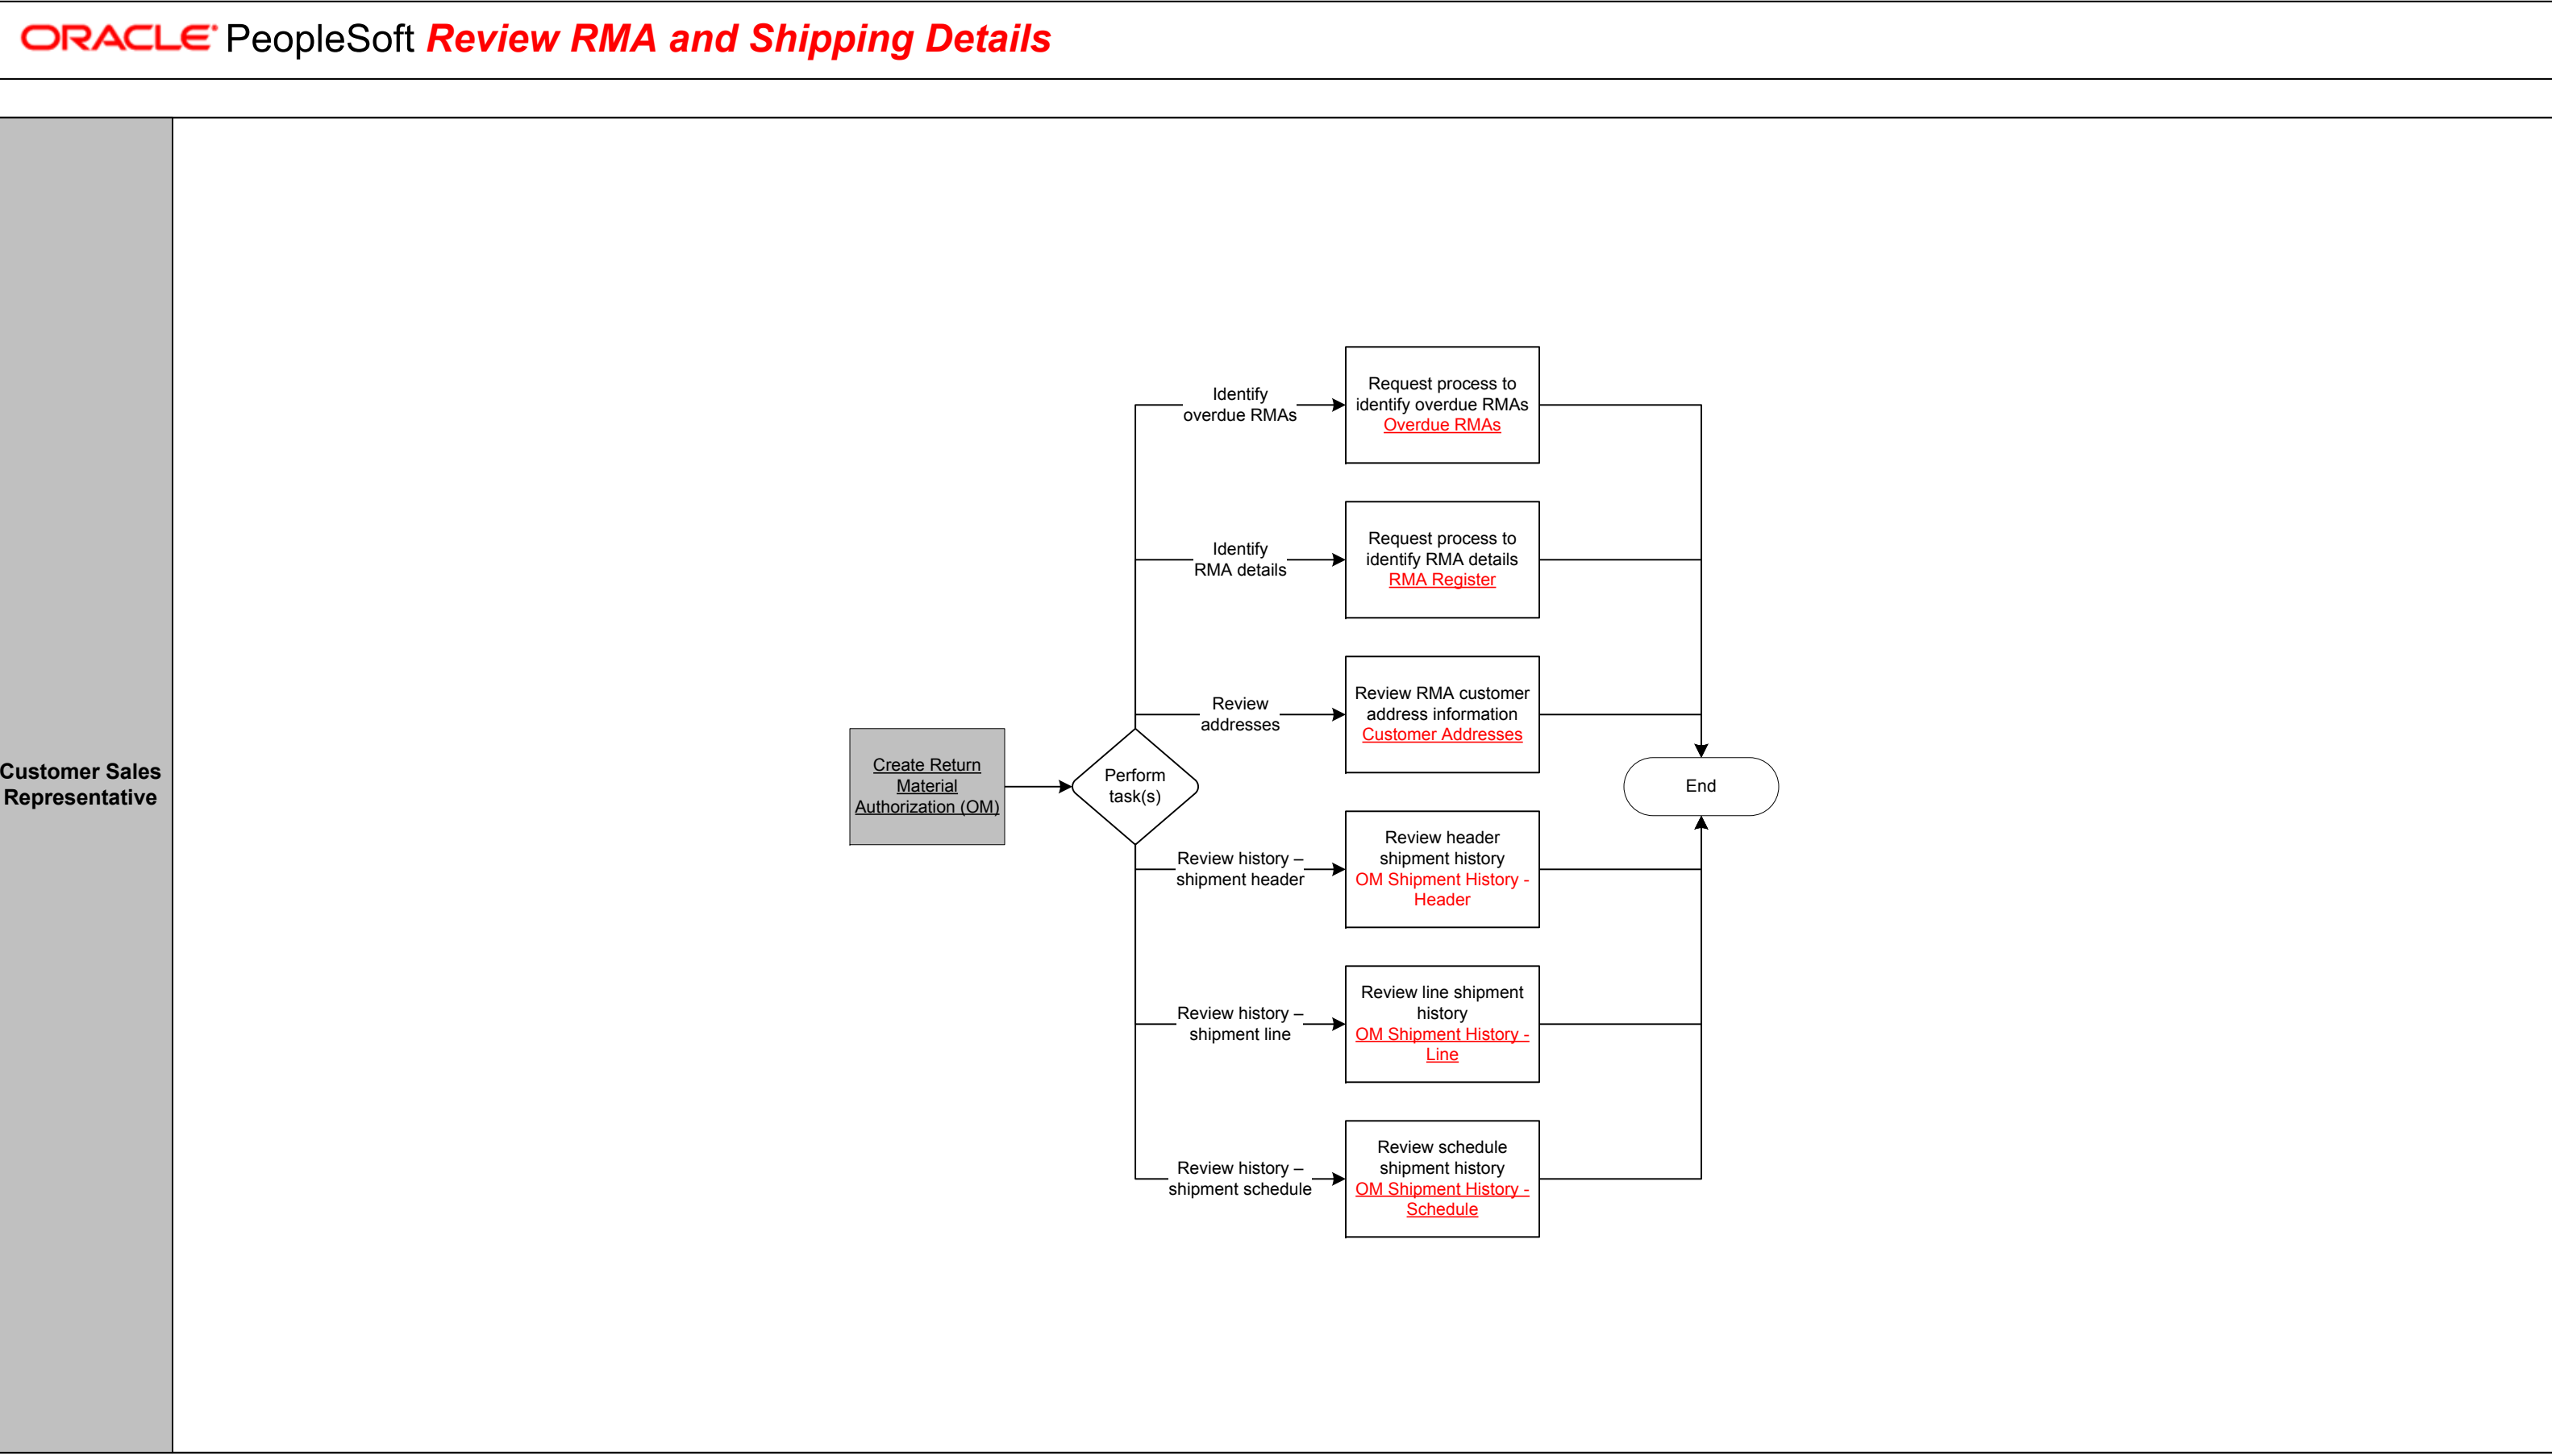 ORACLE PeopleSoft Review RMA and Shipping Details
Customer Sales
Representative
Create Return
Material
Authorization (OM)
Perform
task(s)
Identify
overdue RMAs
Request process to
identify overdue RMAs
Overdue RMAs
Identify
RMA details
Request process to
identify RMA details
RMA Register
Review
addresses
Review RMA customer
address information
Customer Addresses
Review history –
shipment header
Review header
shipment history
OM Shipment History -
Header
Review history –
shipment line
Review line shipment
history
OM Shipment History -
Line
Review history –
shipment schedule
Review schedule
shipment history
OM Shipment History -
Schedule
End